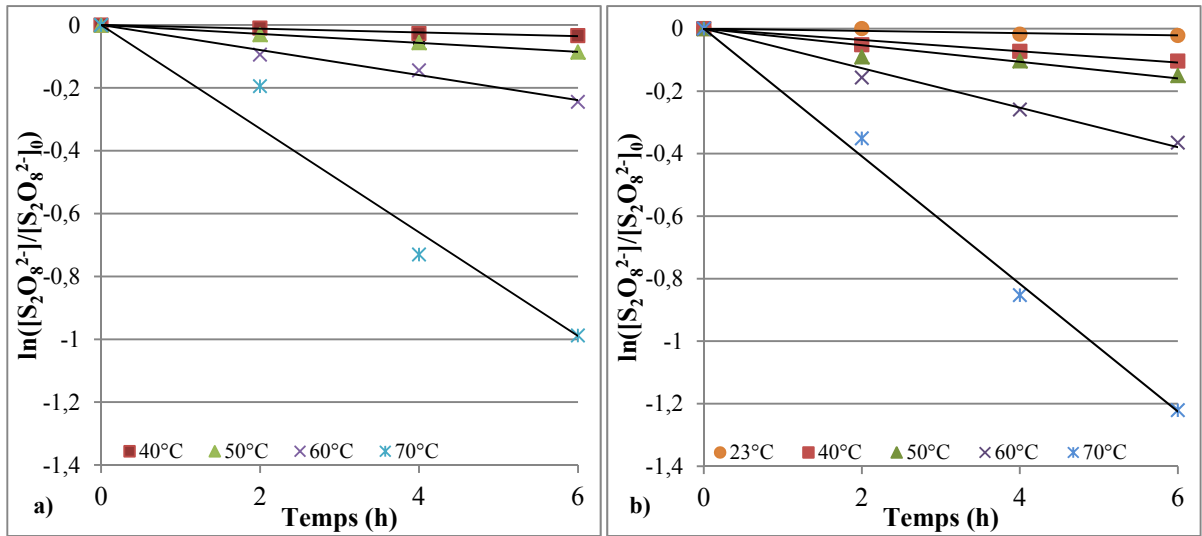 0
-0,2
-0,4
-0,6
-0,8
-1
-1,2
-1,4
ln([S₂O₈²⁻]/[S₂O₈²⁻]₀)
40°C 50°C 60°C 70°C
0 2 4 6
a) Temps (h)
0
-0,2
-0,4
-0,6
-0,8
-1
-1,2
-1,4
ln([S₂O₈²⁻]/[S₂O₈²⁻]₀)
23°C 40°C 50°C 60°C 70°C
0 2 4 6
b) Temps (h)